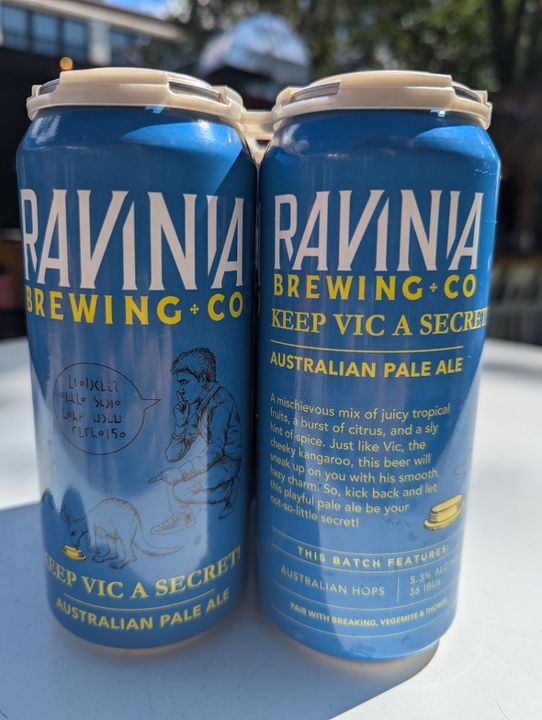 RAVINIA
BREWING + CO
KEEP VIC A SECRET!
AUSTRALIAN PALE ALE
RAVINIA
BREWING + CO
KEEP VIC A SECRET
AUSTRALIAN PALE ALE
A mischievous mix of juicy tropical
fruits, a burst of citrus, and a sly
hint of spice. Just like Vic, the
cheeky kangaroo, this beer will
sneak up on you with his smooth,
hazy charm. So, kick back and let
this playful pale ale be your
not-so-little secret!
THIS BATCH FEATURES:
AUSTRALIAN HOPS
5.3% ALC
36 IBUs
PAIR WITH BREAKING, VEGEMITE &